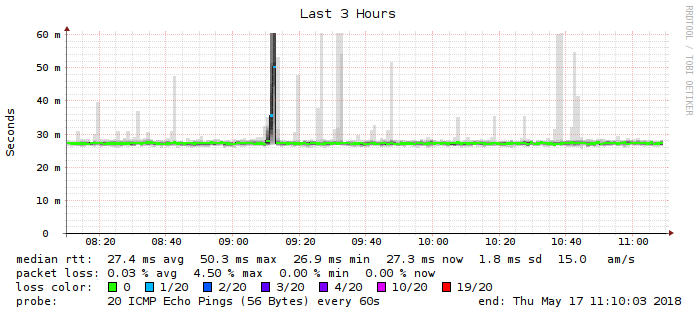 Last 3 Hours
RRDTOOL / TOBI OETIKER
Seconds
60 m
50 m
40 m
30 m
20 m
10 m
0
08:20 08:40 09:00 09:20 09:40 10:00 10:20 10:40 11:00
median rtt: 27.4 ms avg 50.3 ms max 26.9 ms min 27.3 ms now 1.8 ms sd 15.0 am/s
packet loss: 0.03 % avg 4.50 % max 0.00 % min 0.00 % now
loss color: 0 1/20 2/20 3/20 4/20 10/20 19/20
probe: 20 ICMP Echo Pings (56 Bytes) every 60s end: Thu May 17 11:10:03 2018